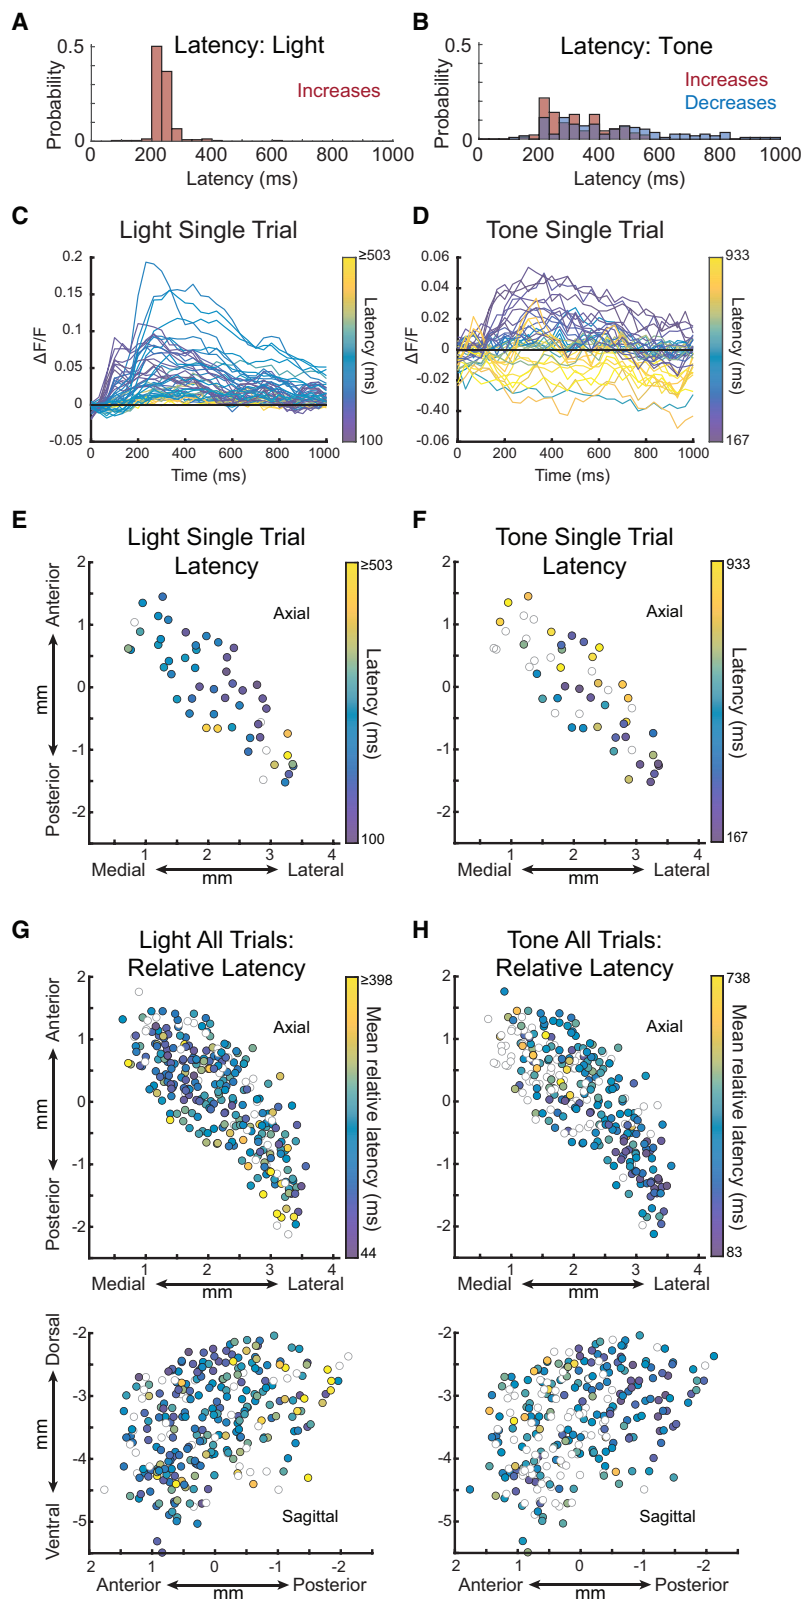 A
B
Latency: Light
Latency: Tone
0.5
0
Probability
Increases
0 200 400 600 800 1000
Latency (ms)
0.5
0
Probability
Increases
Decreases
0 200 400 600 800 1000
Latency (ms)
C
D
Light Single Trial
Tone Single Trial
0.2
0.15
0.1
0.05
0
-0.05
ΔF/F
0 200 400 600 800 1000
Time (ms)
≥503
Latency (ms)
100
0.06
0.04
0.02
0
-0.02
-0.40
-0.06
ΔF/F
0 200 400 600 800 1000
Time (ms)
933
Latency (ms)
167
E
F
Light Single Trial
Latency
Tone Single Trial
Latency
Axial
2
1
0
-1
-2
Anterior
mm
Posterior
1 2 3 4
Medial
mm
Lateral
≥503
Latency (ms)
100
Axial
2
1
0
-1
-2
1 2 3 4
Medial
mm
Lateral
933
Latency (ms)
167
G
H
Light All Trials:
Relative Latency
Tone All Trials:
Relative Latency
Axial
2
1
0
-1
-2
Anterior
mm
Posterior
1 2 3 4
Medial
mm
Lateral
≥398
Mean relative latency (ms)
44
Axial
2
1
0
-1
-2
1 2 3 4
Medial
mm
Lateral
738
Mean relative latency (ms)
83
-2
-3
-4
-5
Dorsal
mm
Ventral
Sagittal
2 1 0 -1 -2
Anterior
mm
Posterior
-2
-3
-4
-5
Sagittal
2 1 0 -1 -2
Anterior
mm
Posterior